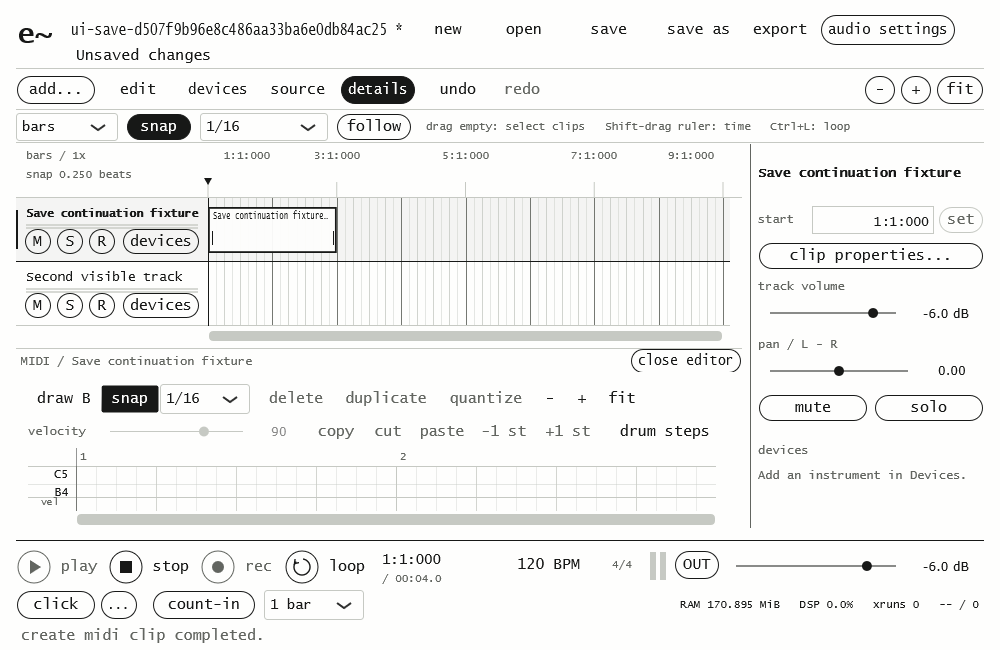 e~ ui-save-d507f9b96e8c486aa33ba6e0db84ac25 * new open save save as export audio settings
Unsaved changes
add... edit devices source details undo redo - + fit
bars snap 1/16 follow drag empty: select clips Shift-drag ruler: time Ctrl+L: loop
bars / 1x 1:1:000 3:1:000 5:1:000 7:1:000 9:1:000
snap 0.250 beats
Save continuation fixture
Save continuation fixture…
M S R devices
Second visible track
M S R devices
Save continuation fixture
start 1:1:000 set
clip properties...
track volume
-6.0 dB
pan / L - R
0.00
mute solo
devices
Add an instrument in Devices.
MIDI / Save continuation fixture close editor
draw B snap 1/16 delete duplicate quantize - + fit
velocity 90 copy cut paste -1 st +1 st drum steps
1 2
C5
B4
vel
play stop rec loop 1:1:000 120 BPM 4/4 OUT -6.0 dB
/ 00:04.0
click ... count-in 1 bar RAM 170.895 MiB DSP 0.0% xruns 0 -- / 0
create midi clip completed.